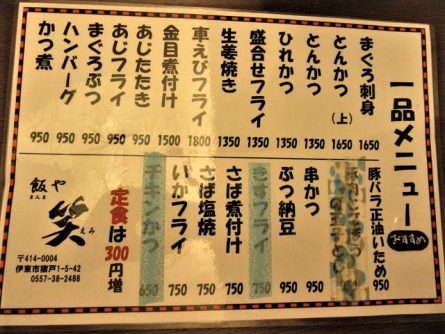 一品メニュー
まぐろ刺身 1650
とんかつ(上) 1650
とんかつ 1350
ひれかつ 1350
盛合せフライ 1350
生姜焼き 1350
車えびフライ 1800
金目煮付け 1500
あじたたき 950
あじフライ 950
まぐろぶつ 950
ハンバーグ 950
かつ煮 950
おすすめ
豚バラ正油いため 950
串かつ 950
ぶつ納豆 950
きすフライ 750
さば煮付け 750
さば塩焼 750
いかフライ 750
チキンかつ 650
定食は300円増
飯や
まんま
笑
えみ
〒414-0004
伊東市猪戸1-5-42
0557-38-2488